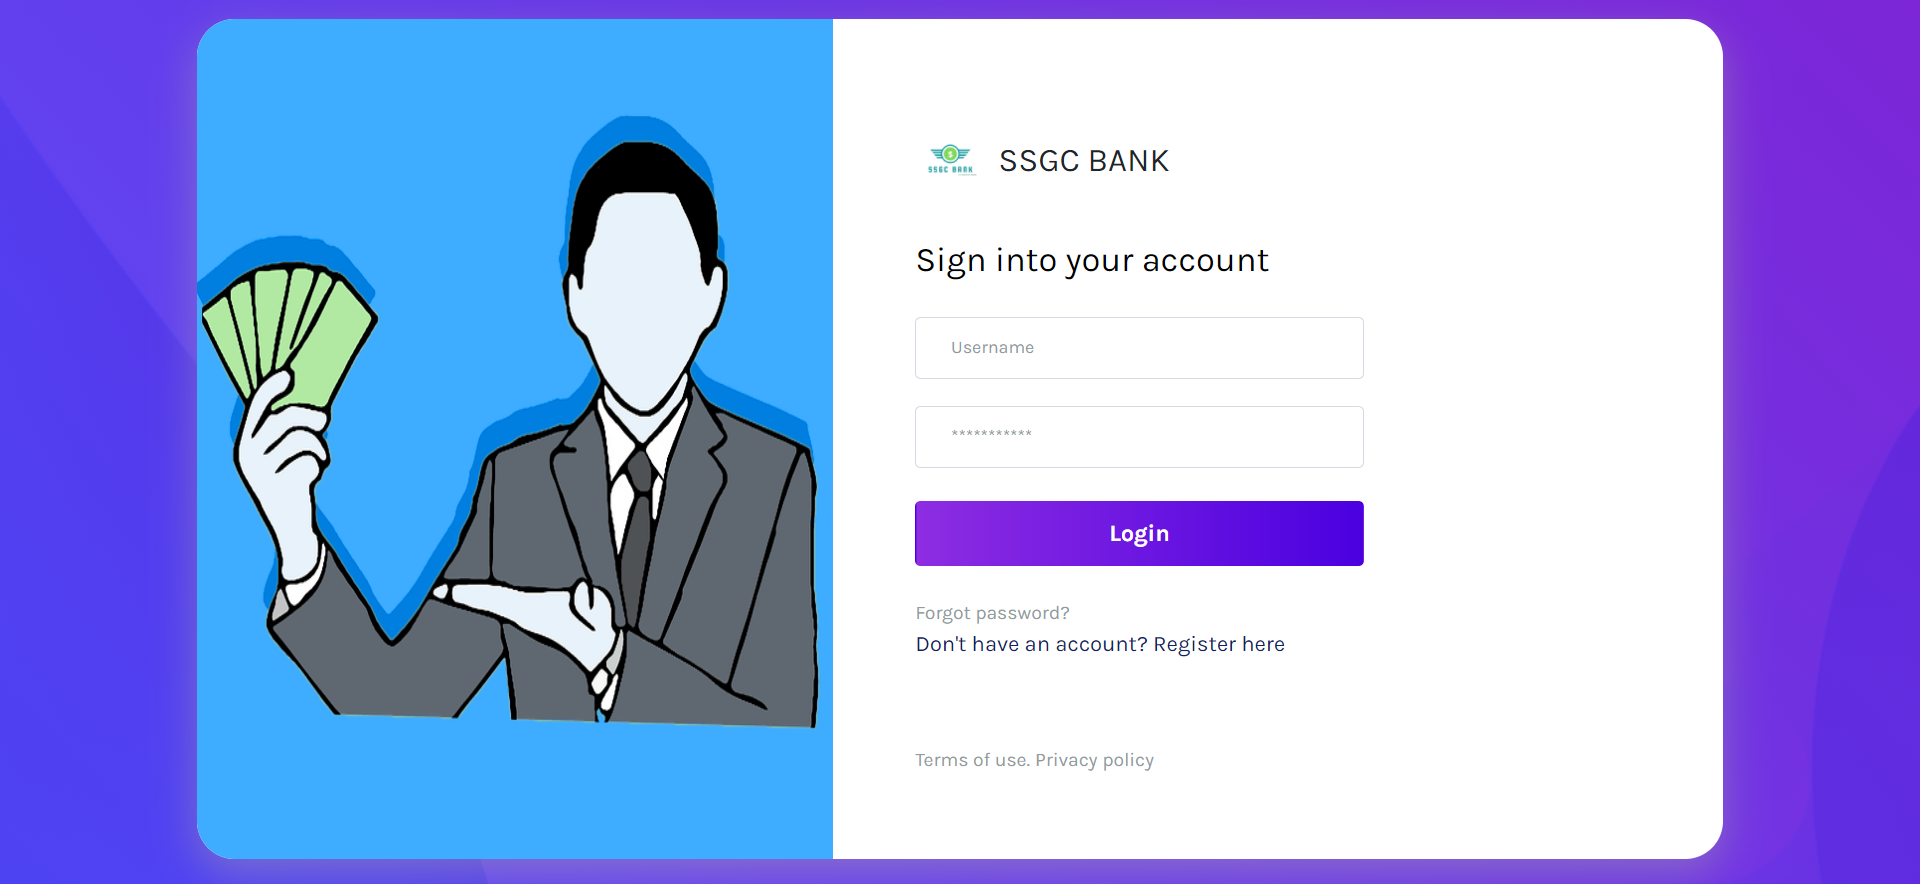 SSGC BANK
SSGC BANK
Sign into your account
Username
***********
Login
Forgot password?
Don't have an account? Register here
Terms of use. Privacy policy